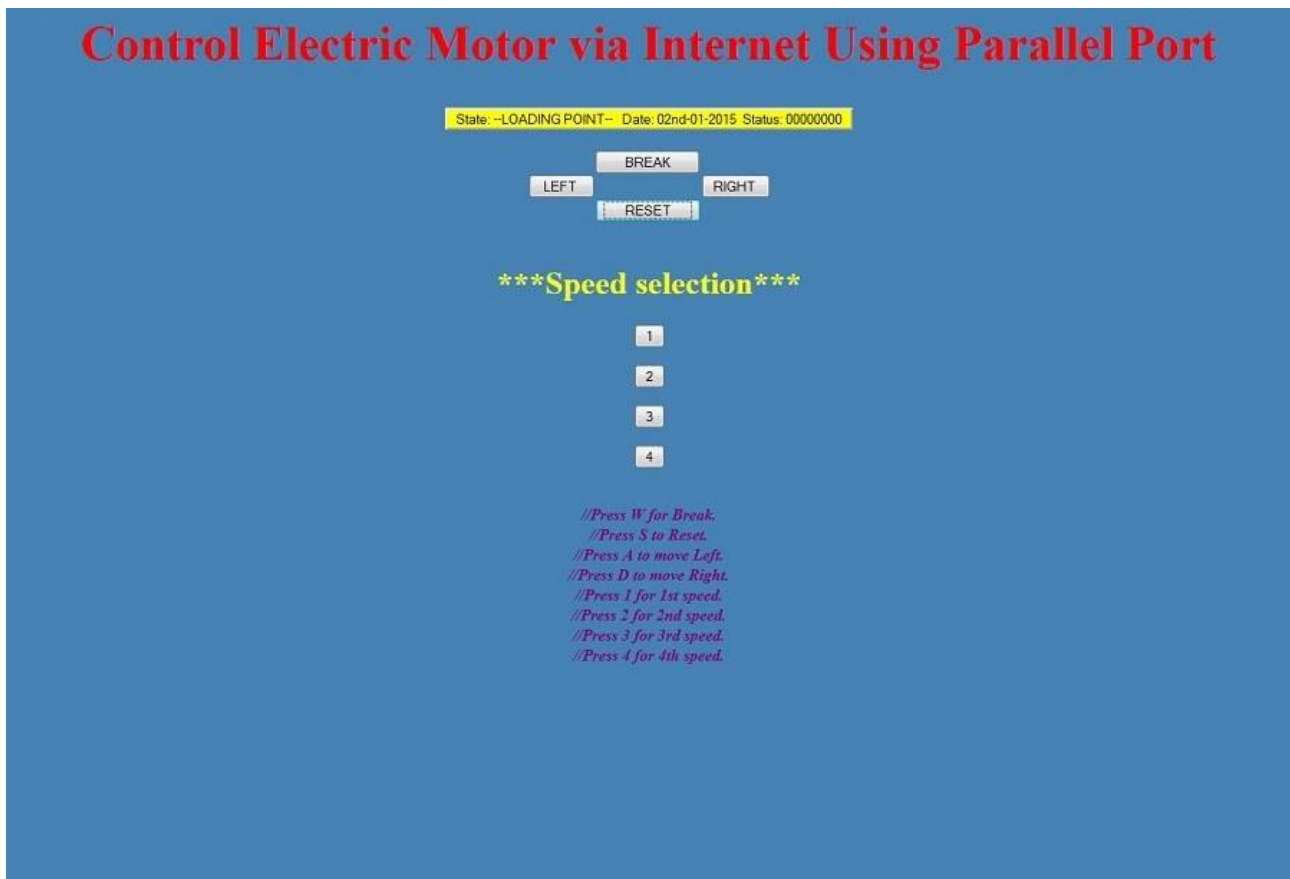 Control Electric Motor via Internet Using Parallel Port
State: --LOADING POINT-- Date: 02nd-01-2015 Status: 00000000
BREAK
LEFT RIGHT
RESET
***Speed selection***
1
2
3
4
//Press W for Break.
//Press S to Reset.
//Press A to move Left.
//Press D to move Right.
//Press 1 for 1st speed.
//Press 2 for 2nd speed.
//Press 3 for 3rd speed.
//Press 4 for 4th speed.